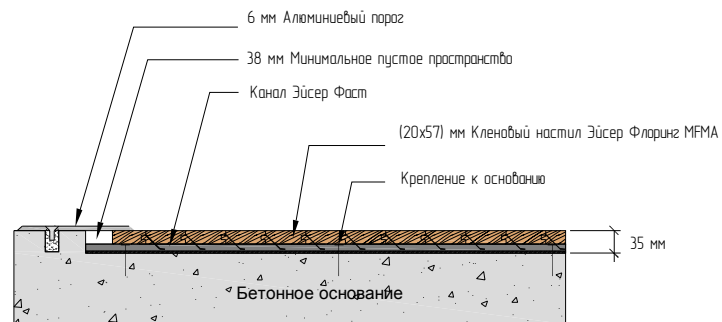 6 мм Алюминиевый порог
38 мм Минимальное пустое пространство
Канал Эйсер Фаст
(20х57) мм Кленовый настил Эйсер Флоринг MFMA
Крепление к основанию
35 мм
Бетонное основание